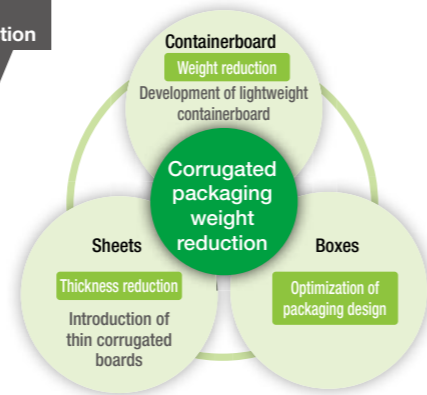 tion
Containerboard
Weight reduction
Development of lightweight
containerboard
Corrugated
packaging
weight
reduction
Sheets
Thickness reduction
Introduction of
thin corrugated
boards
Boxes
Optimization of
packaging design